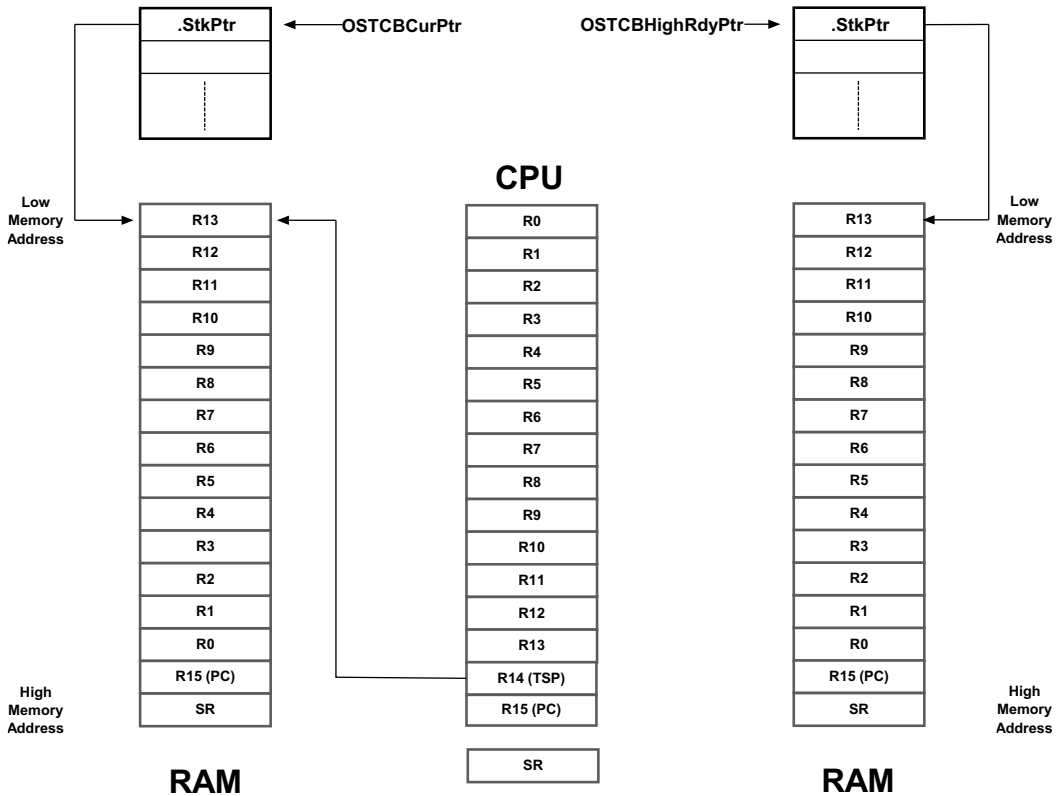 .StkPtr
OSTCBCurPtr
OSTCBHighRdyPtr
.StkPtr
CPU
Low
Memory
Address
R13
R12
R11
R10
R9
R8
R7
R6
R5
R4
R3
R2
R1
R0
R15 (PC)
SR
High
Memory
Address
RAM
R0
R1
R2
R3
R4
R5
R6
R7
R8
R9
R10
R11
R12
R13
R14 (TSP)
R15 (PC)
SR
R13
R12
R11
R10
R9
R8
R7
R6
R5
R4
R3
R2
R1
R0
R15 (PC)
SR
Low
Memory
Address
High
Memory
Address
RAM